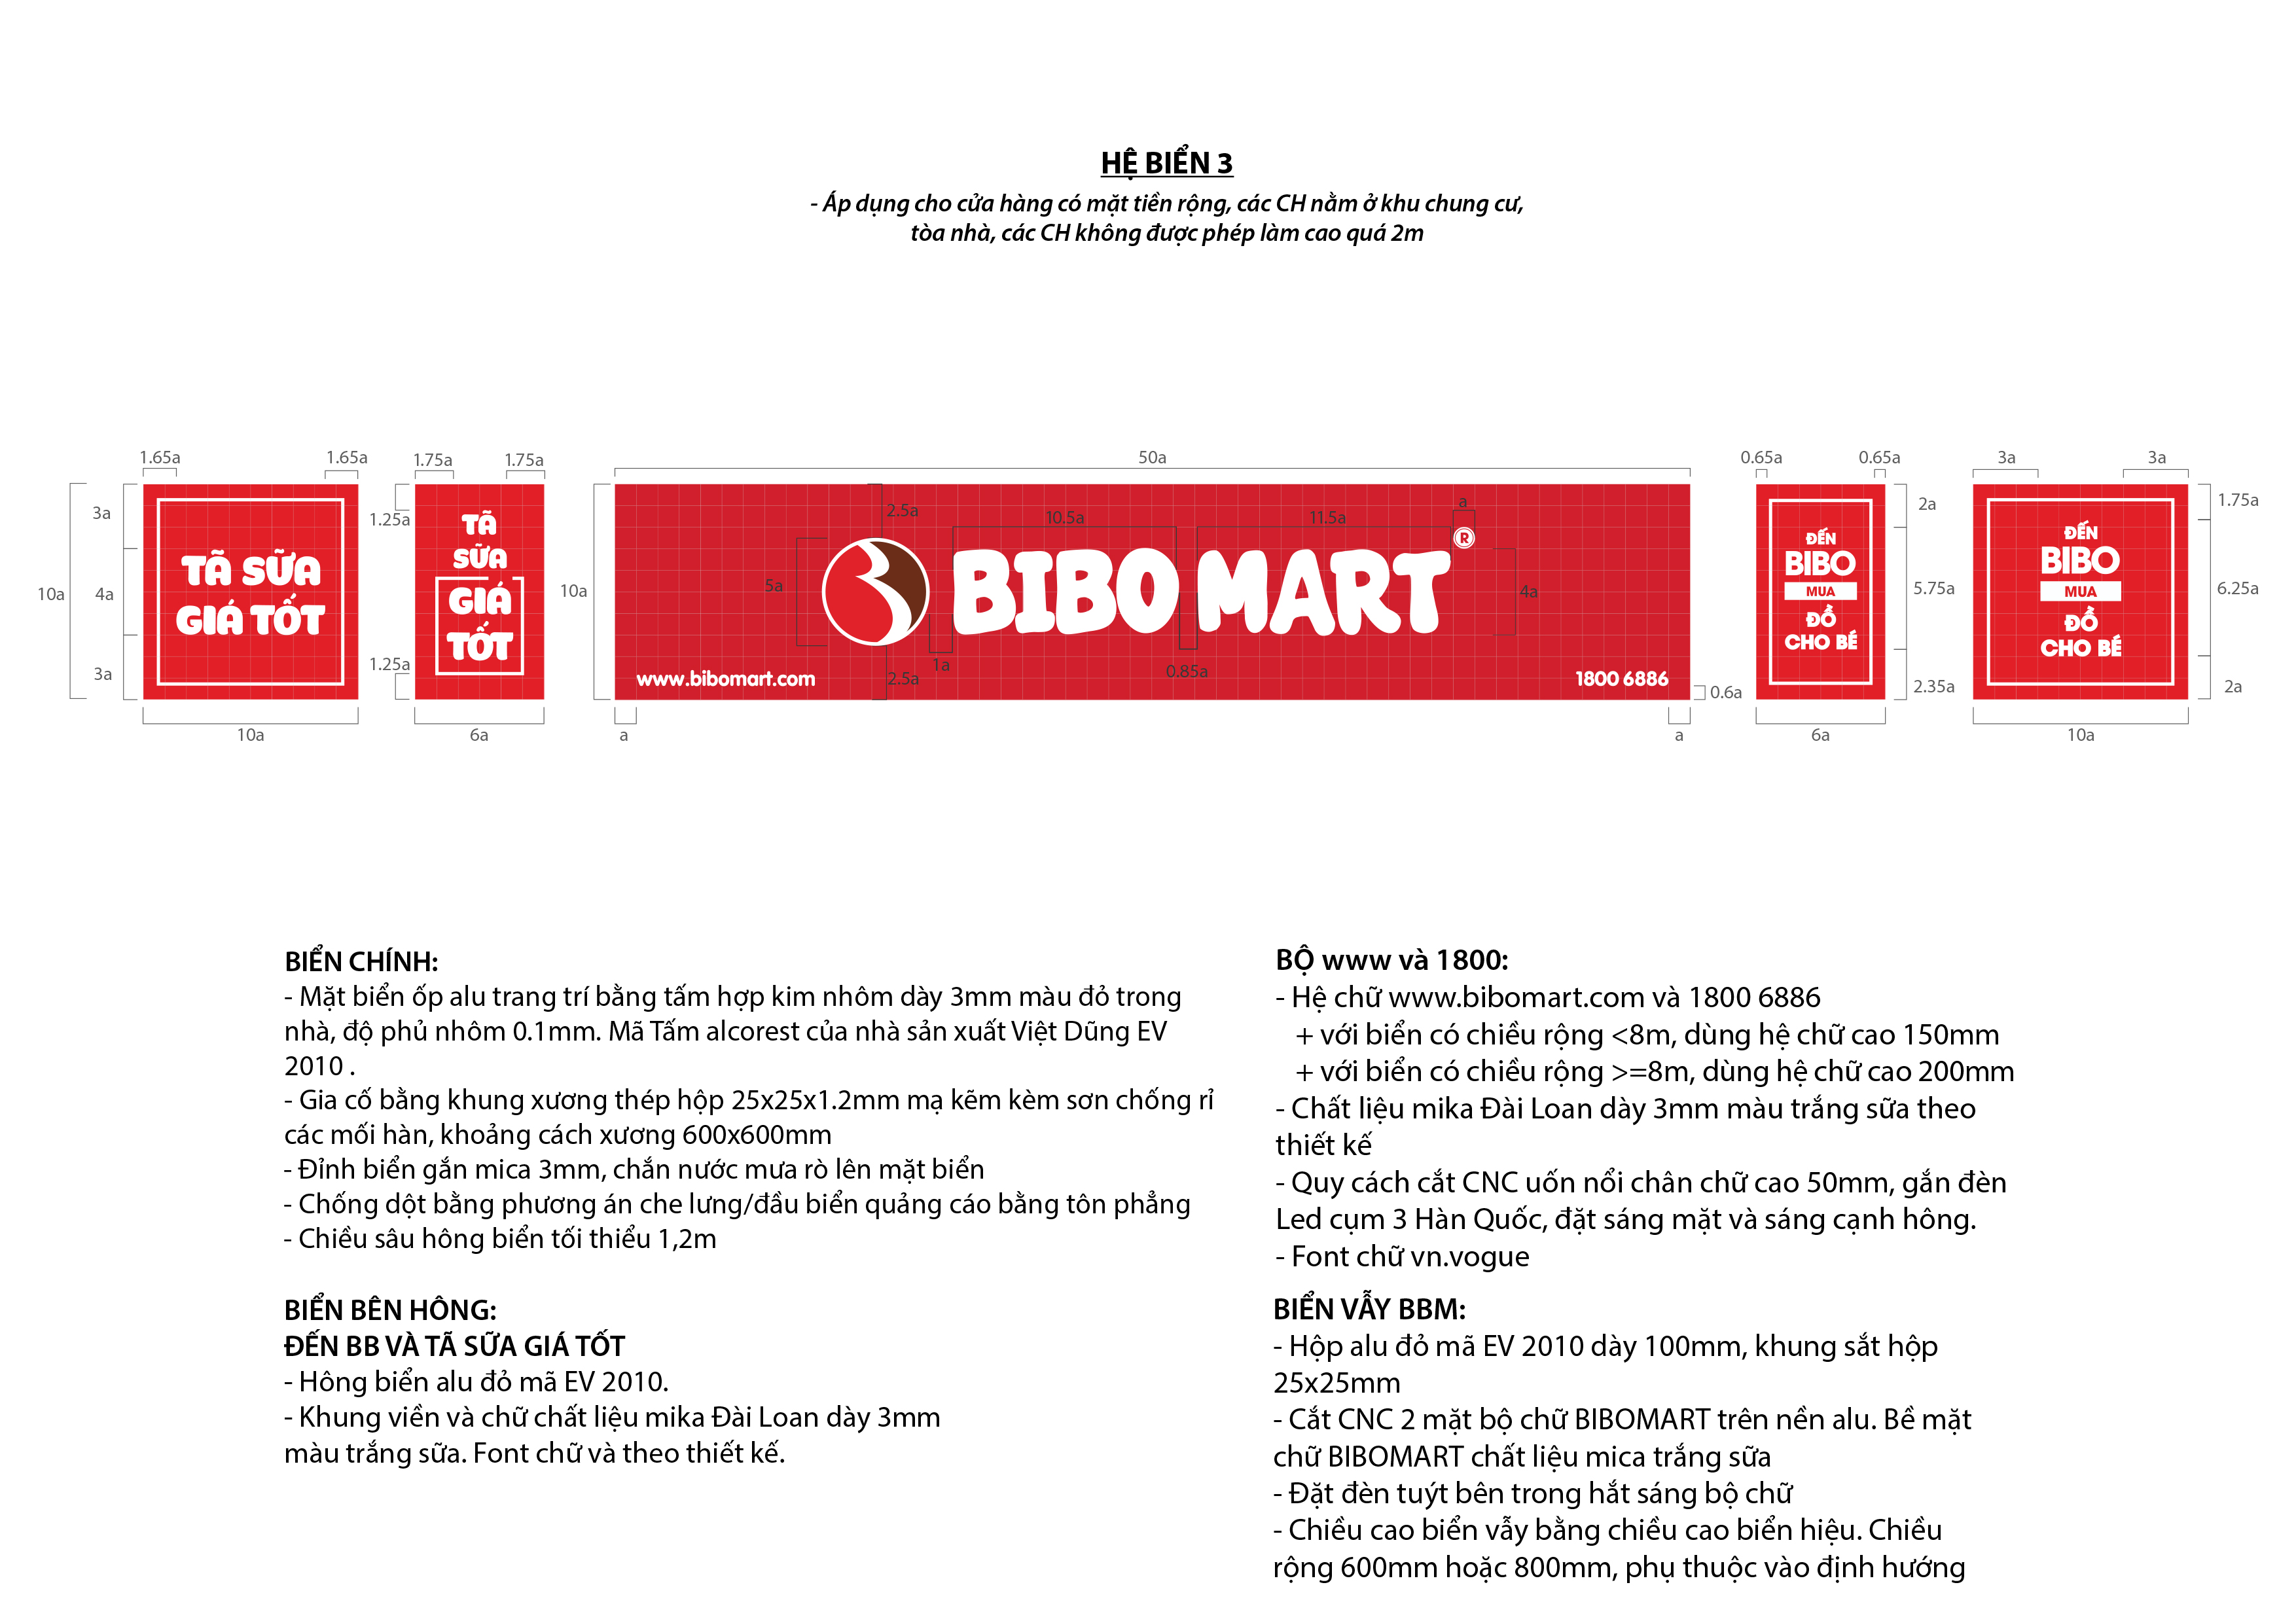 HỆ BIỂN 3
- Áp dụng cho cửa hàng có mặt tiền rộng, các CH nằm ở khu chung cư,
tòa nhà, các CH không được phép làm cao quá 2m
1.65a
1.65a
3a
4a
3a
10a
10a
TÃ SỮA
GIÁ TỐT
1.75a
1.75a
1.25a
1.25a
6a
TÃ
SỮA
GIÁ
TỐT
50a
10a
2.5a
5a
2.5a
10.5a
11.5a
a
1a
0.85a
4a
BIBO MART ®
www.bibomart.com
1800 6886
0.6a
a
a
0.65a
0.65a
2a
5.75a
2.35a
6a
ĐẾN
BIBO
MUA
ĐỒ
CHO BÉ
3a
3a
1.75a
6.25a
2a
10a
ĐẾN
BIBO
MUA
ĐỒ
CHO BÉ
BIỂN CHÍNH:
- Mặt biển ốp alu trang trí bằng tấm hợp kim nhôm dày 3mm màu đỏ trong
nhà, độ phủ nhôm 0.1mm. Mã Tấm alcorest của nhà sản xuất Việt Dũng EV
2010 .
- Gia cố bằng khung xương thép hộp 25x25x1.2mm mạ kẽm kèm sơn chống rỉ
các mối hàn, khoảng cách xương 600x600mm
- Đỉnh biển gắn mica 3mm, chắn nước mưa rò lên mặt biển
- Chống dột bằng phương án che lưng/đầu biển quảng cáo bằng tôn phẳng
- Chiều sâu hông biển tối thiểu 1,2m
BIỂN BÊN HÔNG:
ĐẾN BB VÀ TÃ SỮA GIÁ TỐT
- Hông biển alu đỏ mã EV 2010.
- Khung viền và chữ chất liệu mika Đài Loan dày 3mm
màu trắng sữa. Font chữ và theo thiết kế.
BỘ www và 1800:
- Hệ chữ www.bibomart.com và 1800 6886
+ với biển có chiều rộng <8m, dùng hệ chữ cao 150mm
+ với biển có chiều rộng >=8m, dùng hệ chữ cao 200mm
- Chất liệu mika Đài Loan dày 3mm màu trắng sữa theo
thiết kế
- Quy cách cắt CNC uốn nổi chân chữ cao 50mm, gắn đèn
Led cụm 3 Hàn Quốc, đặt sáng mặt và sáng cạnh hông.
- Font chữ vn.vogue
BIỂN VẪY BBM:
- Hộp alu đỏ mã EV 2010 dày 100mm, khung sắt hộp
25x25mm
- Cắt CNC 2 mặt bộ chữ BIBOMART trên nền alu. Bề mặt
chữ BIBOMART chất liệu mica trắng sữa
- Đặt đèn tuýt bên trong hắt sáng bộ chữ
- Chiều cao biển vẫy bằng chiều cao biển hiệu. Chiều
rộng 600mm hoặc 800mm, phụ thuộc vào định hướng